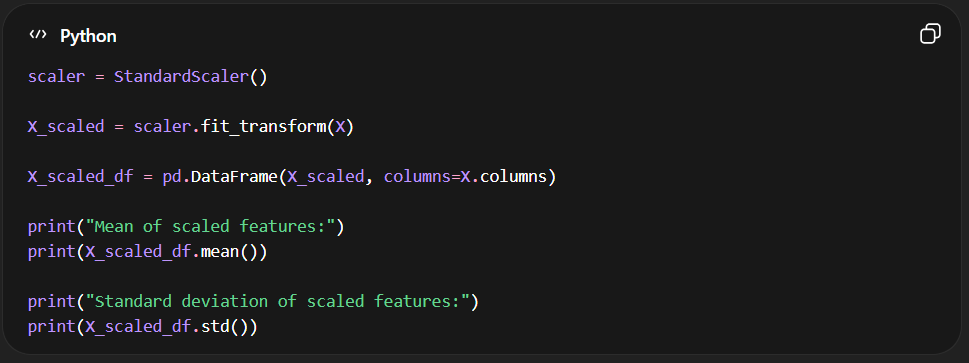 </> Python
scaler = StandardScaler()
X_scaled = scaler.fit_transform(X)
X_scaled_df = pd.DataFrame(X_scaled, columns=X.columns)
print("Mean of scaled features:")
print(X_scaled_df.mean())
print("Standard deviation of scaled features:")
print(X_scaled_df.std())